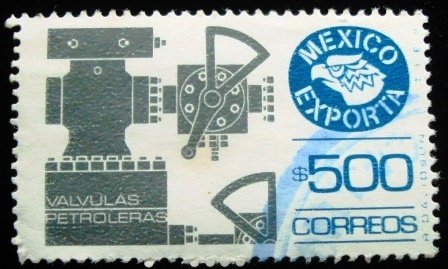 MEXICO
EXPORTA
$500
CORREOS
VALVULAS
PETROLERAS